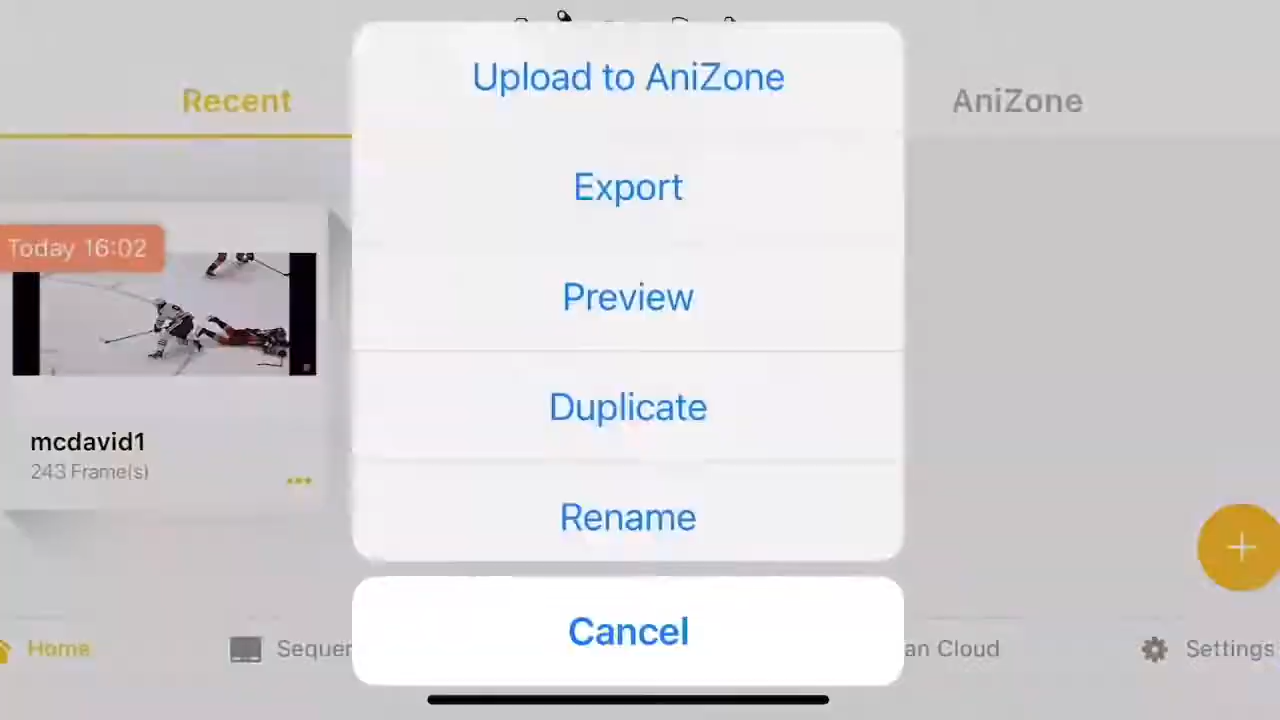 Upload to AniZone
Recent
AniZone
Export
Today 16:02
Preview
Duplicate
mcdavid1
243 Frame(s)
Rename
Cancel
Home
Sequer
an Cloud
Settings